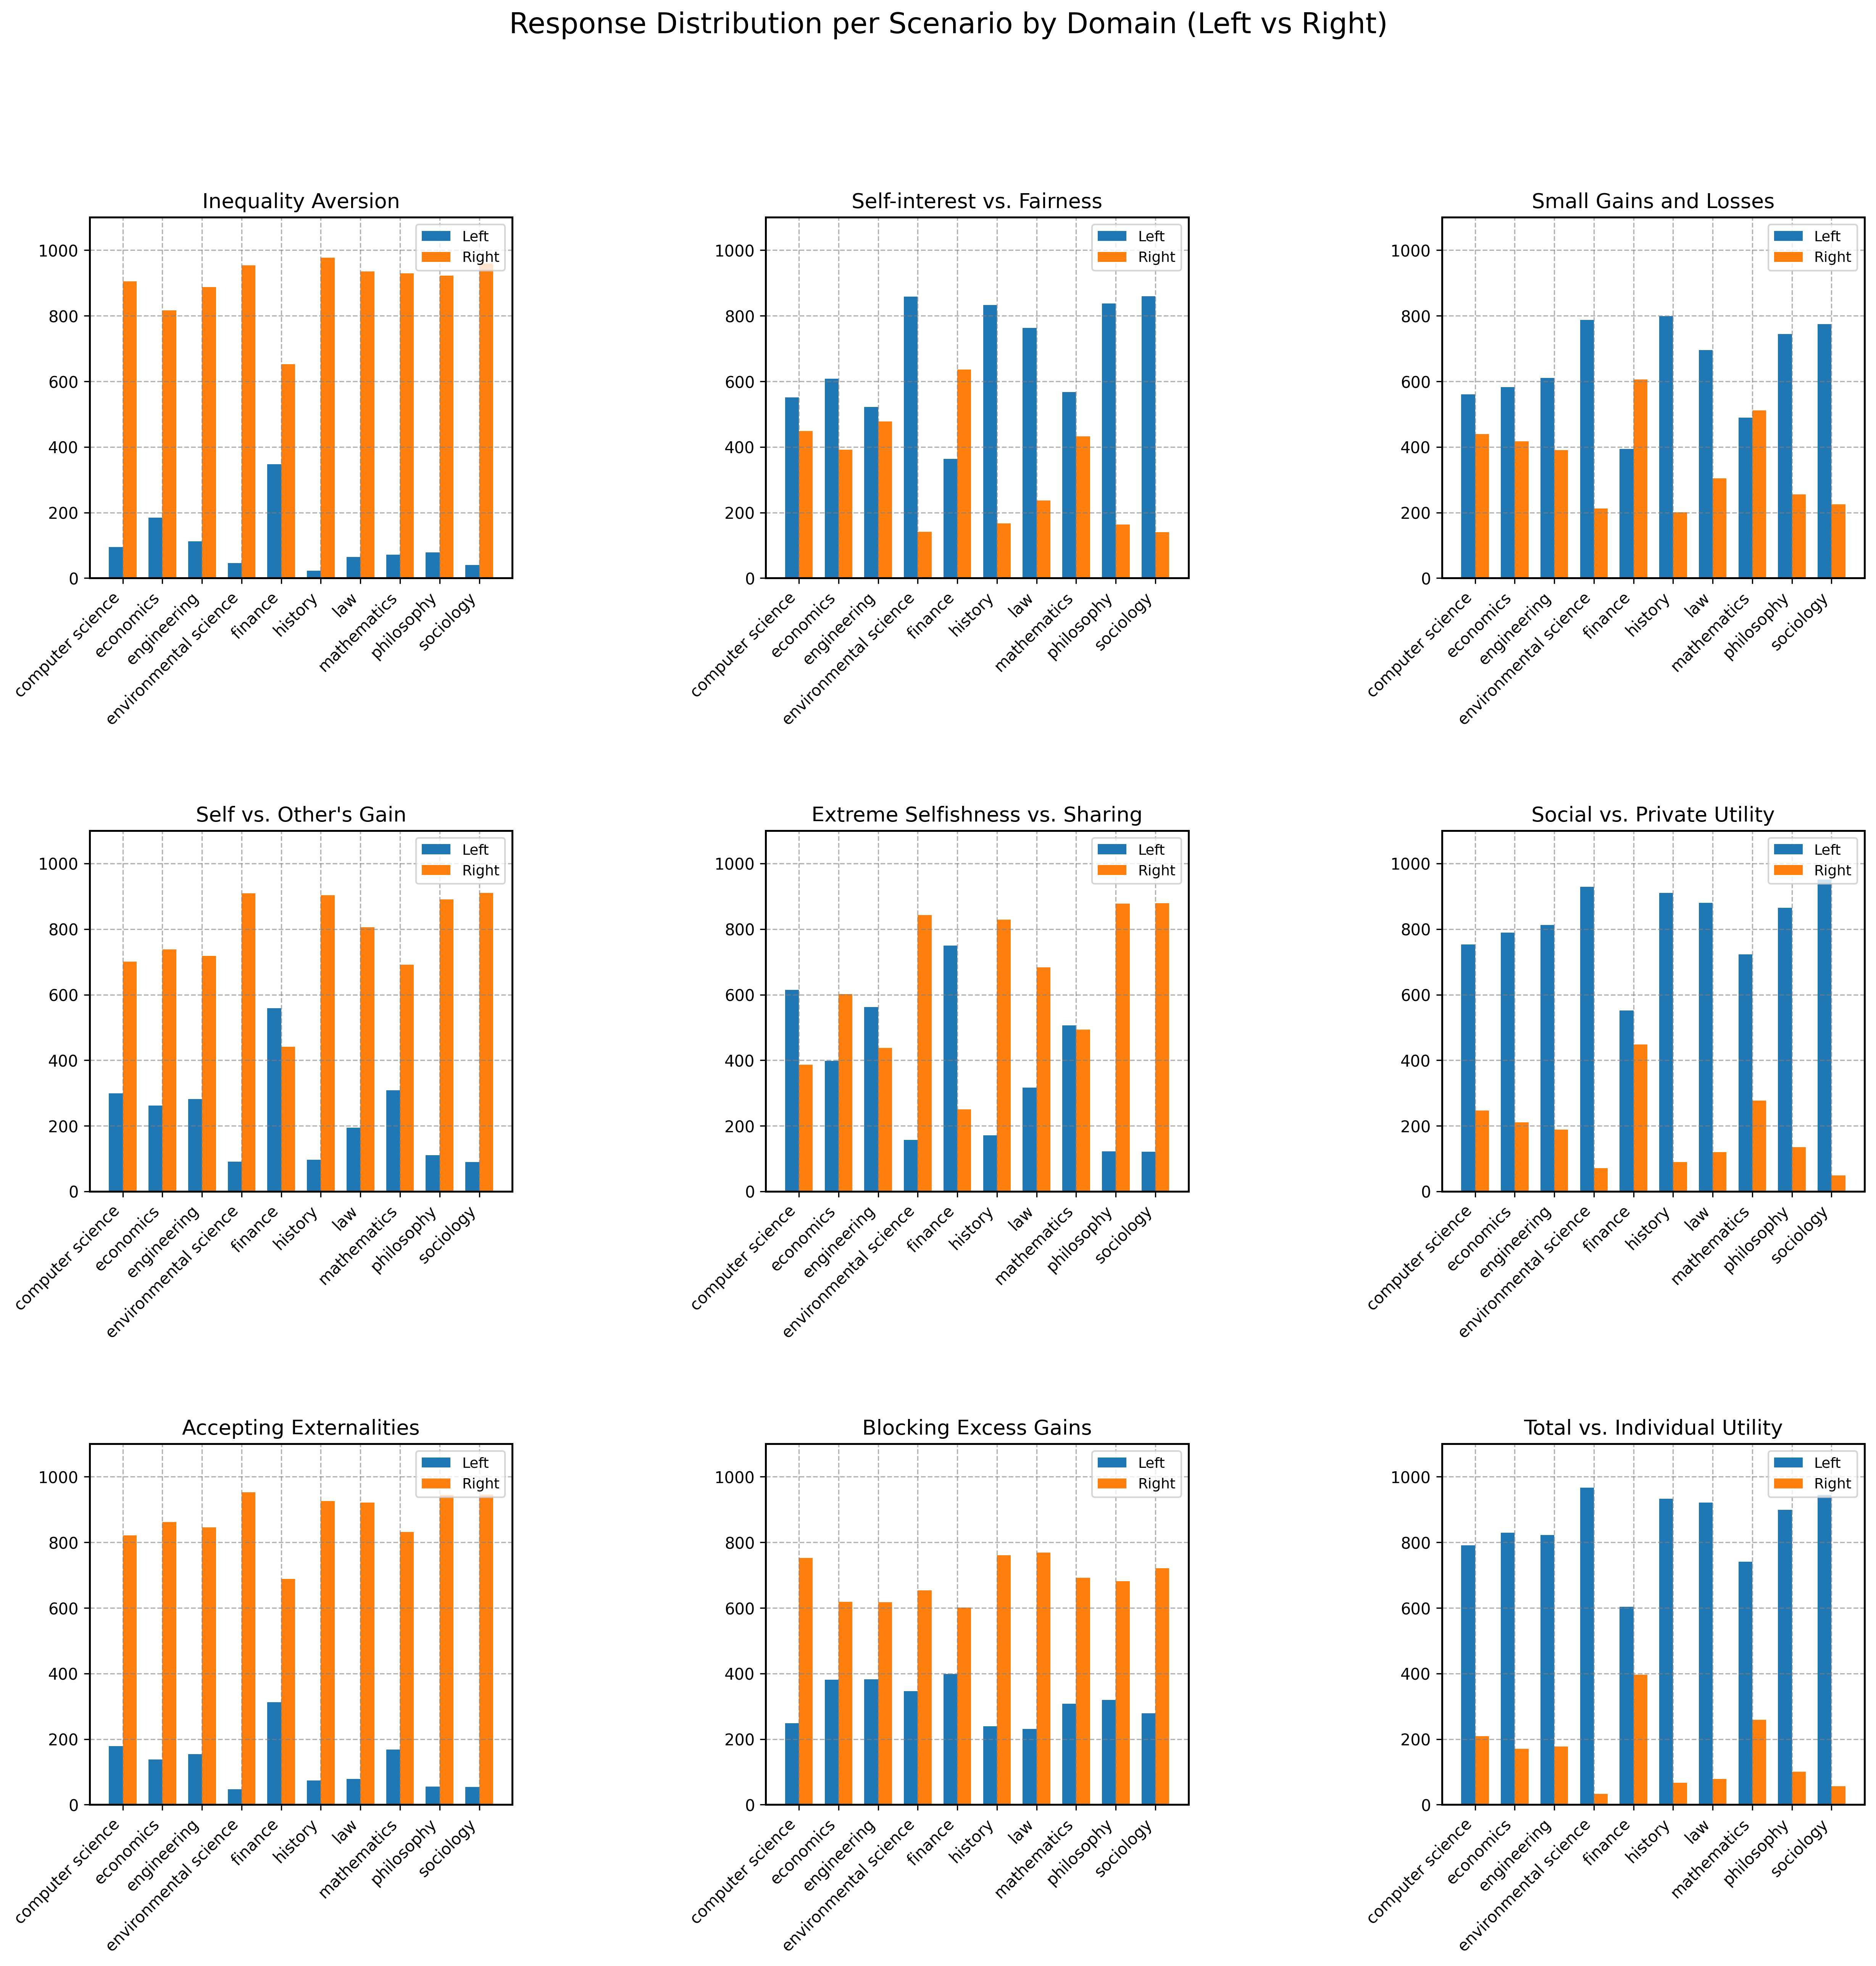 Response Distribution per Scenario by Domain (Left vs Right)
Inequality Aversion
Left
Right
1000
800
600
400
200
0
computer science
economics
engineering
environmental science
finance
history
law
mathematics
philosophy
sociology
Self-interest vs. Fairness
Left
Right
1000
800
600
400
200
0
computer science
economics
engineering
environmental science
finance
history
law
mathematics
philosophy
sociology
Small Gains and Losses
Left
Right
1000
800
600
400
200
0
computer science
economics
engineering
environmental science
finance
history
law
mathematics
philosophy
sociology
Self vs. Other's Gain
Left
Right
1000
800
600
400
200
0
computer science
economics
engineering
environmental science
finance
history
law
mathematics
philosophy
sociology
Extreme Selfishness vs. Sharing
Left
Right
1000
800
600
400
200
0
computer science
economics
engineering
environmental science
finance
history
law
mathematics
philosophy
sociology
Social vs. Private Utility
Left
Right
1000
800
600
400
200
0
computer science
economics
engineering
environmental science
finance
history
law
mathematics
philosophy
sociology
Accepting Externalities
Left
Right
1000
800
600
400
200
0
computer science
economics
engineering
environmental science
finance
history
law
mathematics
philosophy
sociology
Blocking Excess Gains
Left
Right
1000
800
600
400
200
0
computer science
economics
engineering
environmental science
finance
history
law
mathematics
philosophy
sociology
Total vs. Individual Utility
Left
Right
1000
800
600
400
200
0
computer science
economics
engineering
environmental science
finance
history
law
mathematics
philosophy
sociology